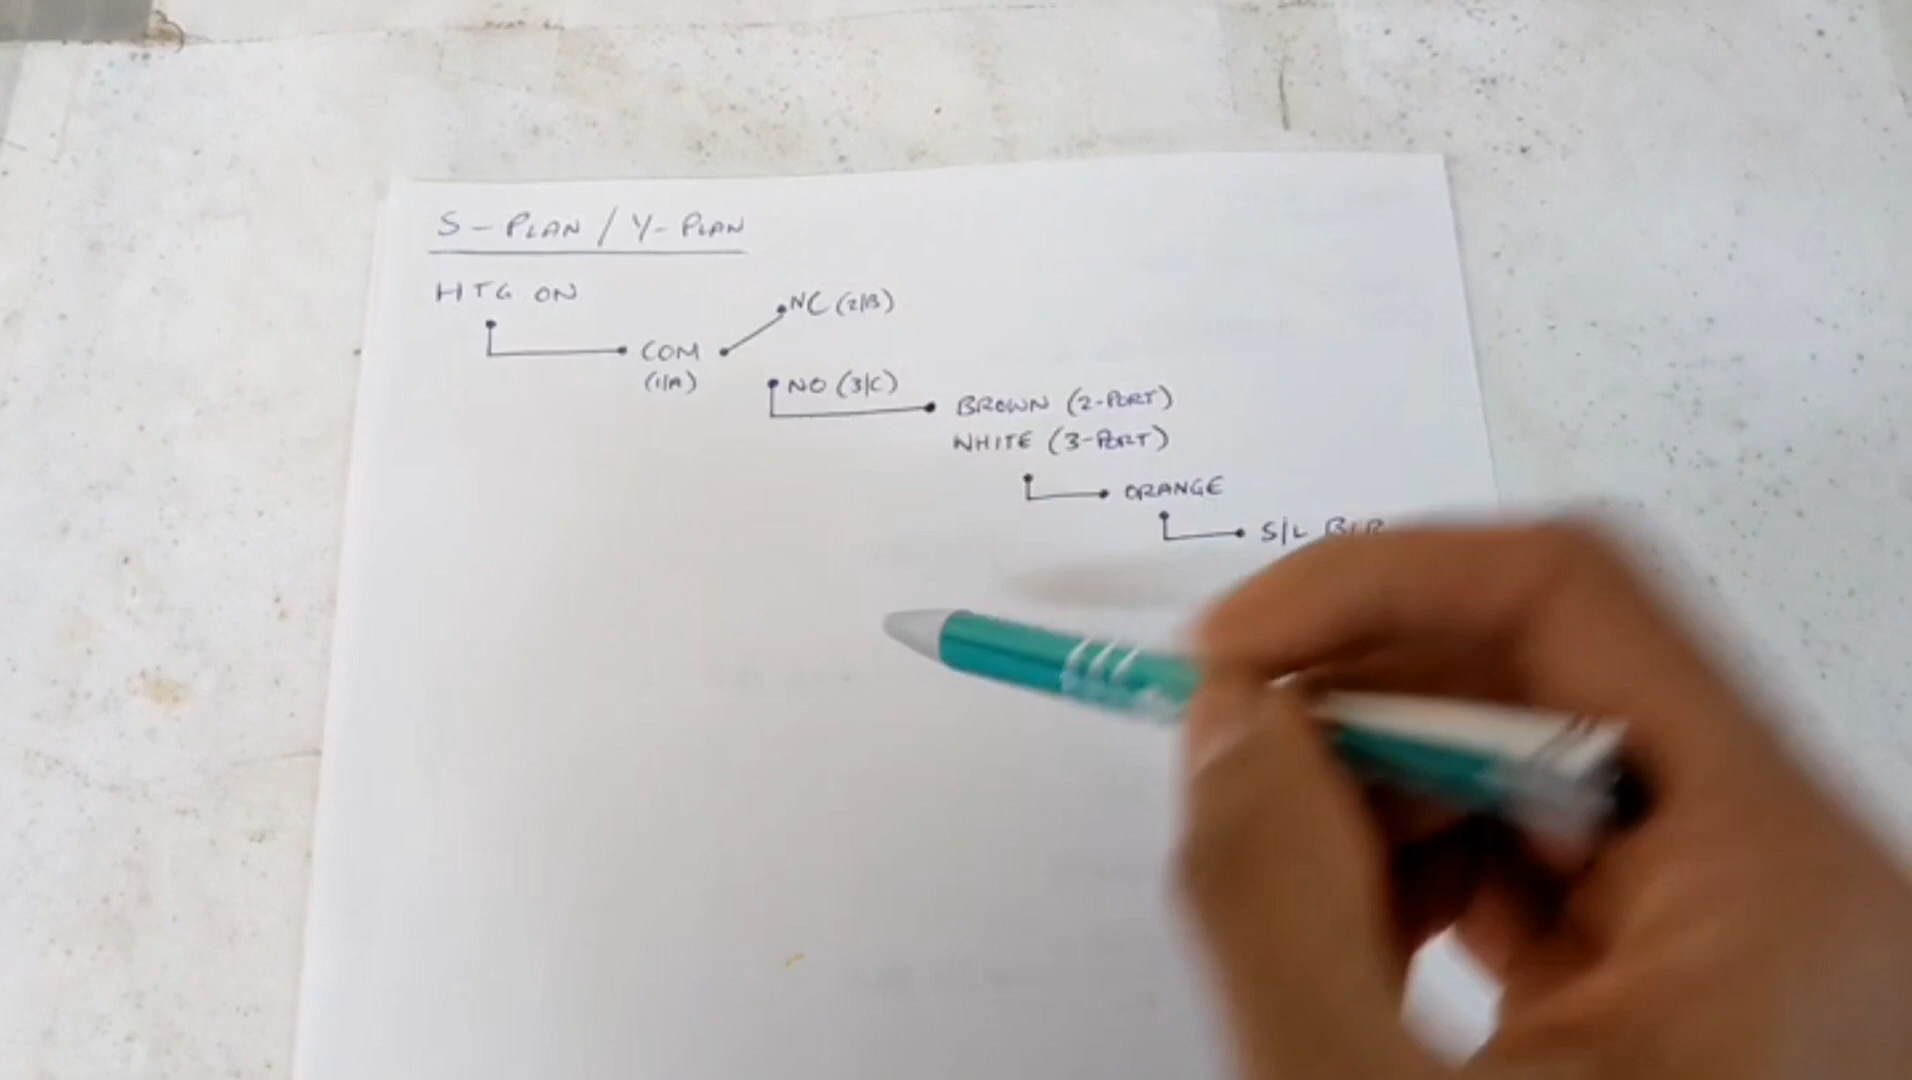 S - PLAN / Y - PLAN
HTG ON
NC (2/B)
COM
(1/A)
NO (3/C)
BROWN (2-PORT)
WHITE (3-PORT)
ORANGE
S/L